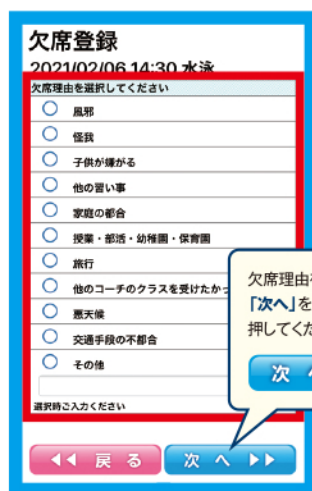 欠席登録
2021/02/06 14:30 水泳
欠席理由を選択してください
風邪
怪我
子供が嫌がる
他の習い事
家庭の都合
授業・部活・幼稚園・保育園
旅行
他のコーチのクラスを受けたかっ
悪天候
交通手段の不都合
その他
選択時ご入力ください
欠席理由を
「次へ」を
押してくだ
次へ
◀◀ 戻る
次へ ▶▶